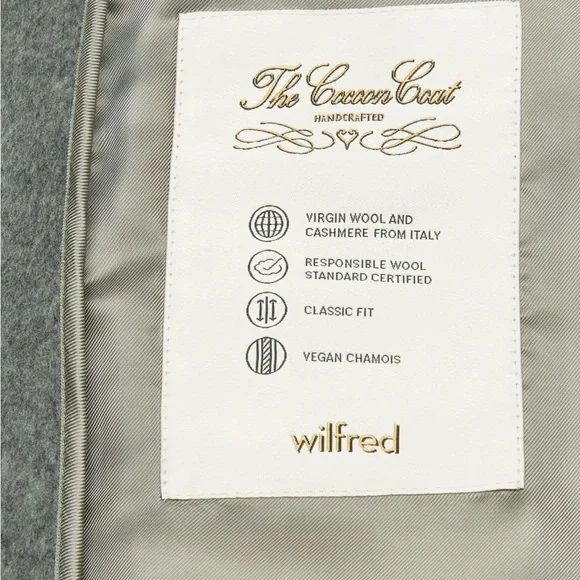 The Cocoon Coat
HANDCRAFTED
VIRGIN WOOL AND
CASHMERE FROM ITALY
RESPONSIBLE WOOL
STANDARD CERTIFIED
CLASSIC FIT
VEGAN CHAMOIS
wilfred